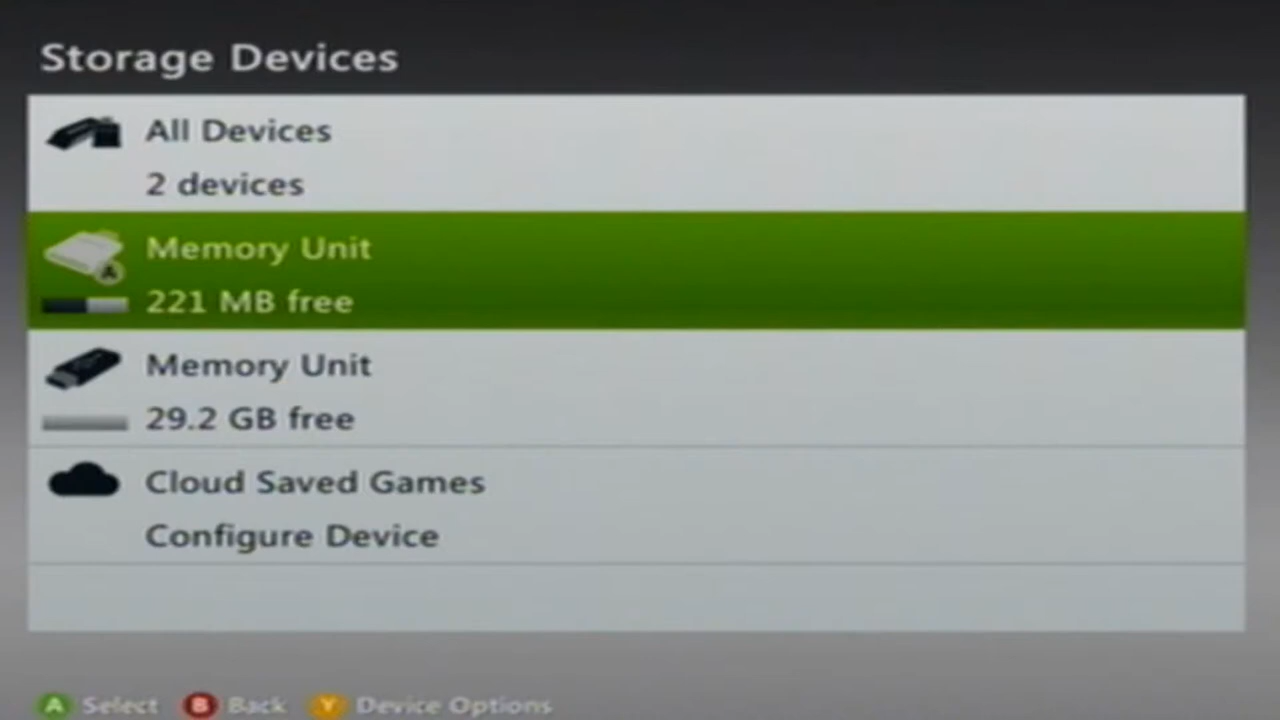 Storage Devices
All Devices
2 devices
Memory Unit
A
221 MB free
Memory Unit
29.2 GB free
Cloud Saved Games
Configure Device
A Select B Back Y Device Options